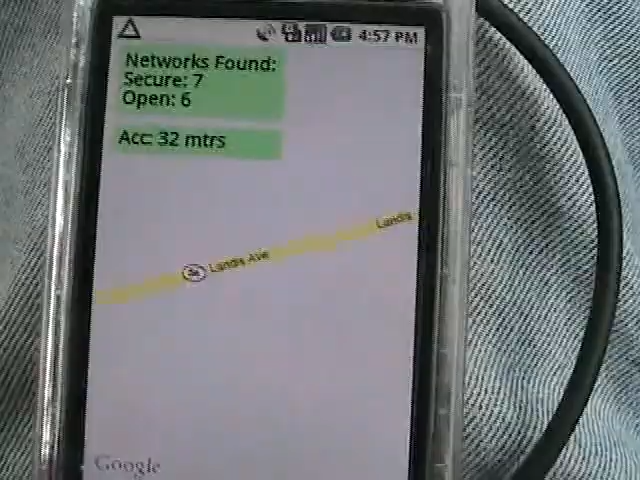 4:57 PM
Networks Found:
Secure: 7
Open: 6
Acc: 32 mtrs
Landis
Landis Ave
Google